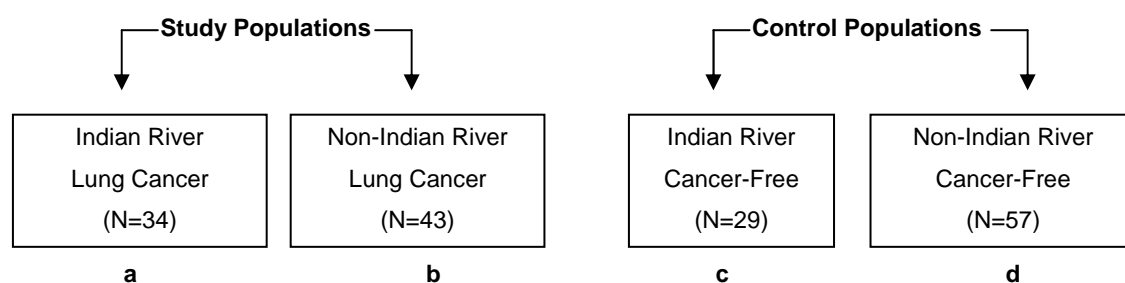 Study Populations
Control Populations
Indian River
Lung Cancer
(N=34)
Non-Indian River
Lung Cancer
(N=43)
Indian River
Cancer-Free
(N=29)
Non-Indian River
Cancer-Free
(N=57)
a
b
c
d